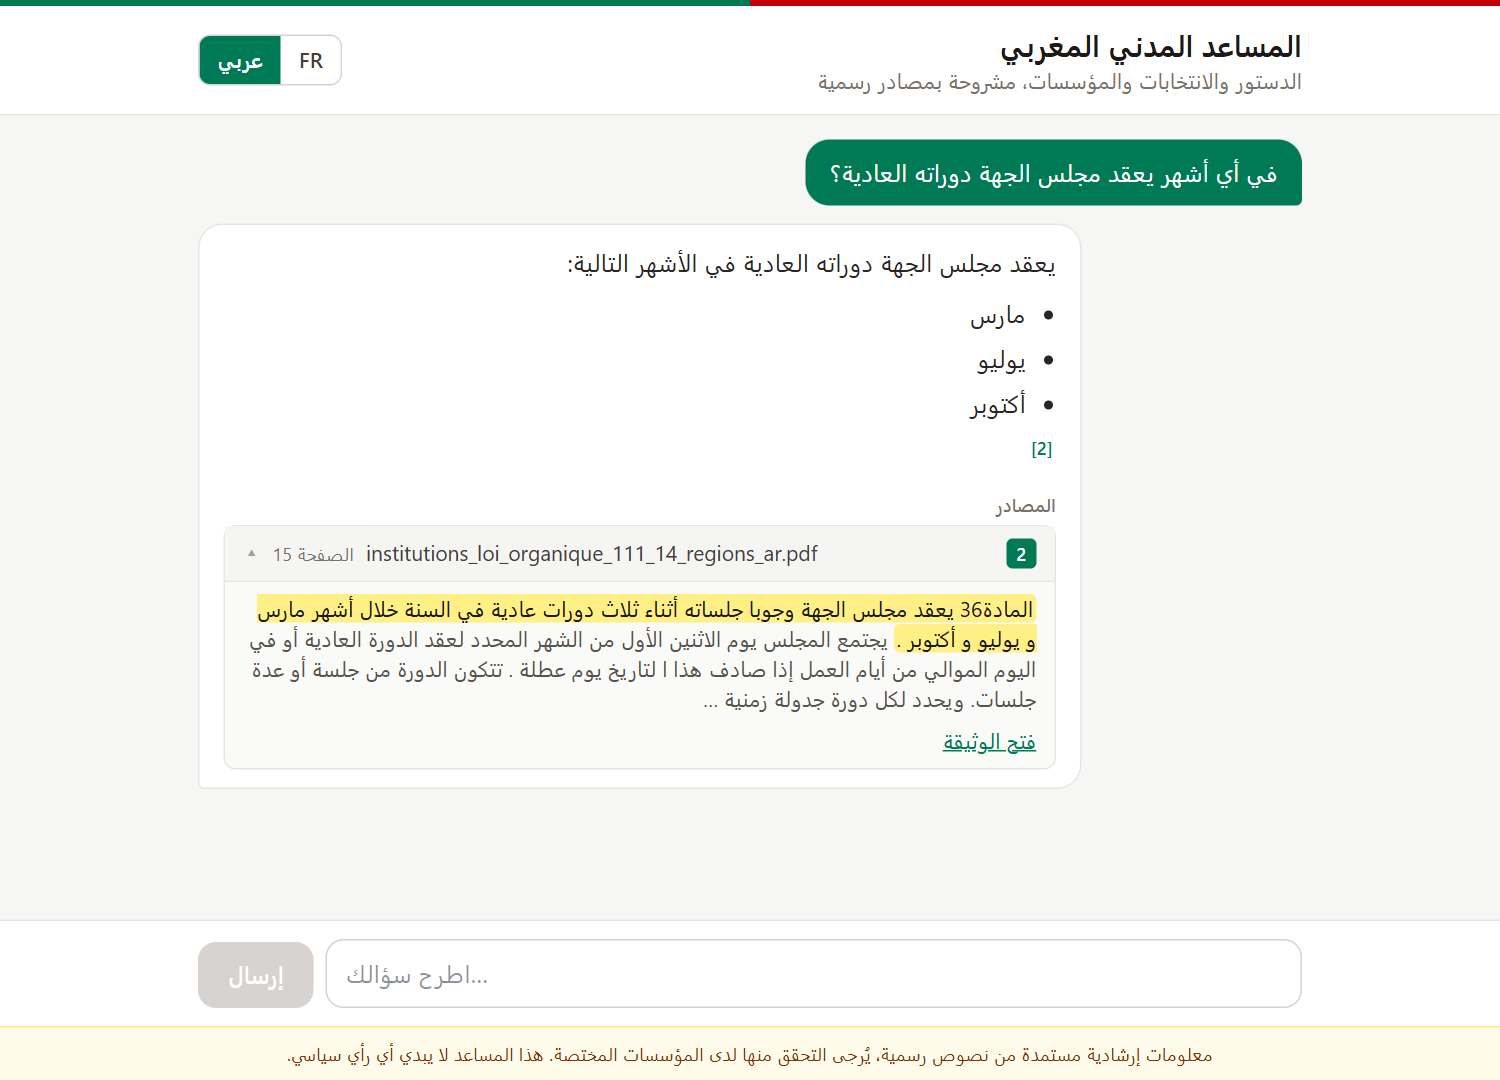 المساعد المدني المغربي
الدستور والانتخابات والمؤسسات، مشروحة بمصادر رسمية
FR
عربي
في أي أشهر يعقد مجلس الجهة دوراته العادية؟
يعقد مجلس الجهة دوراته العادية في الأشهر التالية:
• مارس
• يوليو
• أكتوبر
[2]
المصادر
2 institutions_loi_organique_111_14_regions_ar.pdf الصفحة 15 ▲
المادة36 يعقد مجلس الجهة وجوبا جلساته أثناء ثلاث دورات عادية في السنة خلال أشهر مارس
و يوليو و أكتوبر . يجتمع المجلس يوم الاثنين الأول من الشهر المحدد لعقد الدورة العادية أو في
اليوم الموالي من أيام العمل إذا صادف هذا ا لتاريخ يوم عطلة . تتكون الدورة من جلسة أو عدة
جلسات. ويحدد لكل دورة جدولة زمنية ...
فتح الوثيقة
اطرح سؤالك...
إرسال
معلومات إرشادية مستمدة من نصوص رسمية، يُرجى التحقق منها لدى المؤسسات المختصة. هذا المساعد لا يبدي أي رأي سياسي.